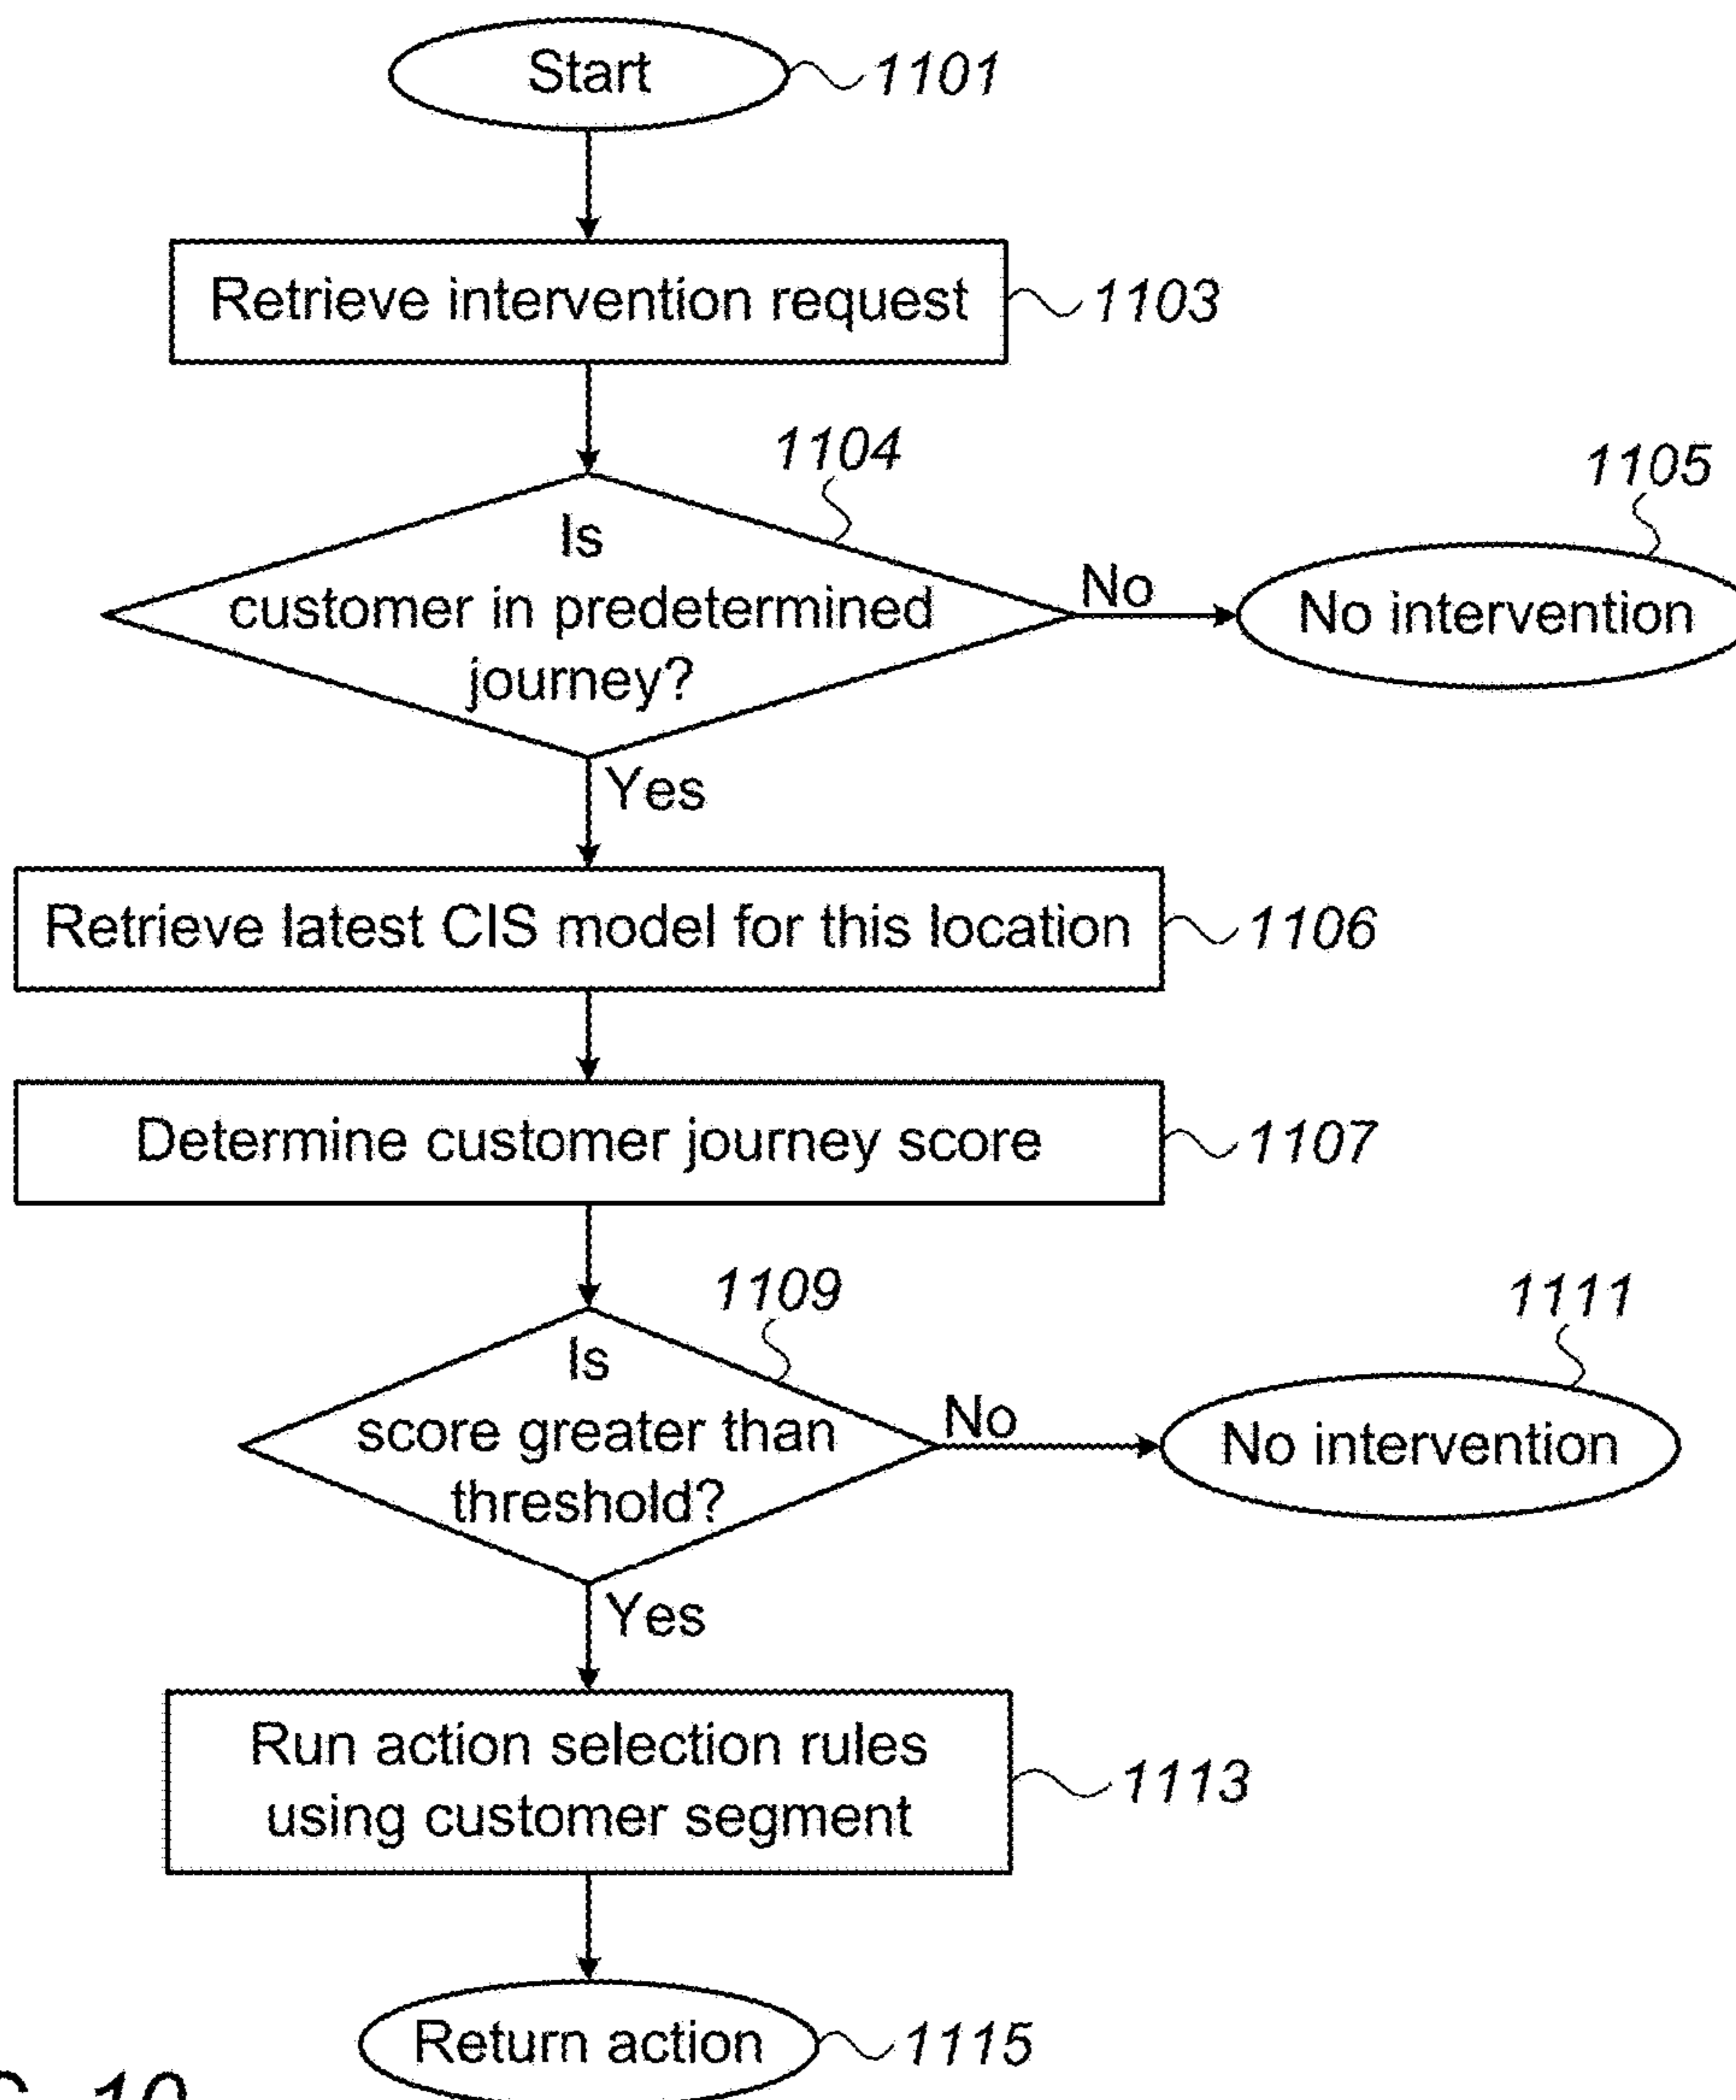 Start
1101
Retrieve intervention request
1103
1104
Is
customer in predetermined
journey?
No
1105
No intervention
Yes
Retrieve latest CIS model for this location
1106
Determine customer journey score
1107
1109
Is
score greater than
threshold?
No
1111
No intervention
Yes
Run action selection rules
using customer segment
1113
Return action
1115
10